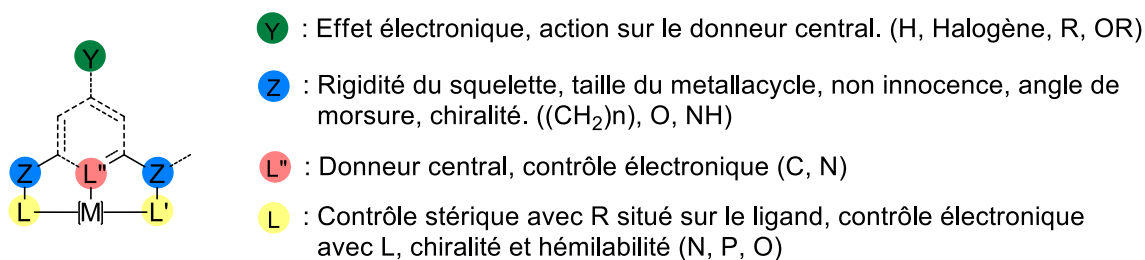 Y
Z
L"
Z
L
[M]
L'
Y : Effet électronique, action sur le donneur central. (H, Halogène, R, OR)
Z : Rigidité du squelette, taille du metallacycle, non innocence, angle de
morsure, chiralité. ((CH2)n), O, NH)
L" : Donneur central, contrôle électronique (C, N)
L : Contrôle stérique avec R situé sur le ligand, contrôle électronique
avec L, chiralité et hémilabilité (N, P, O)